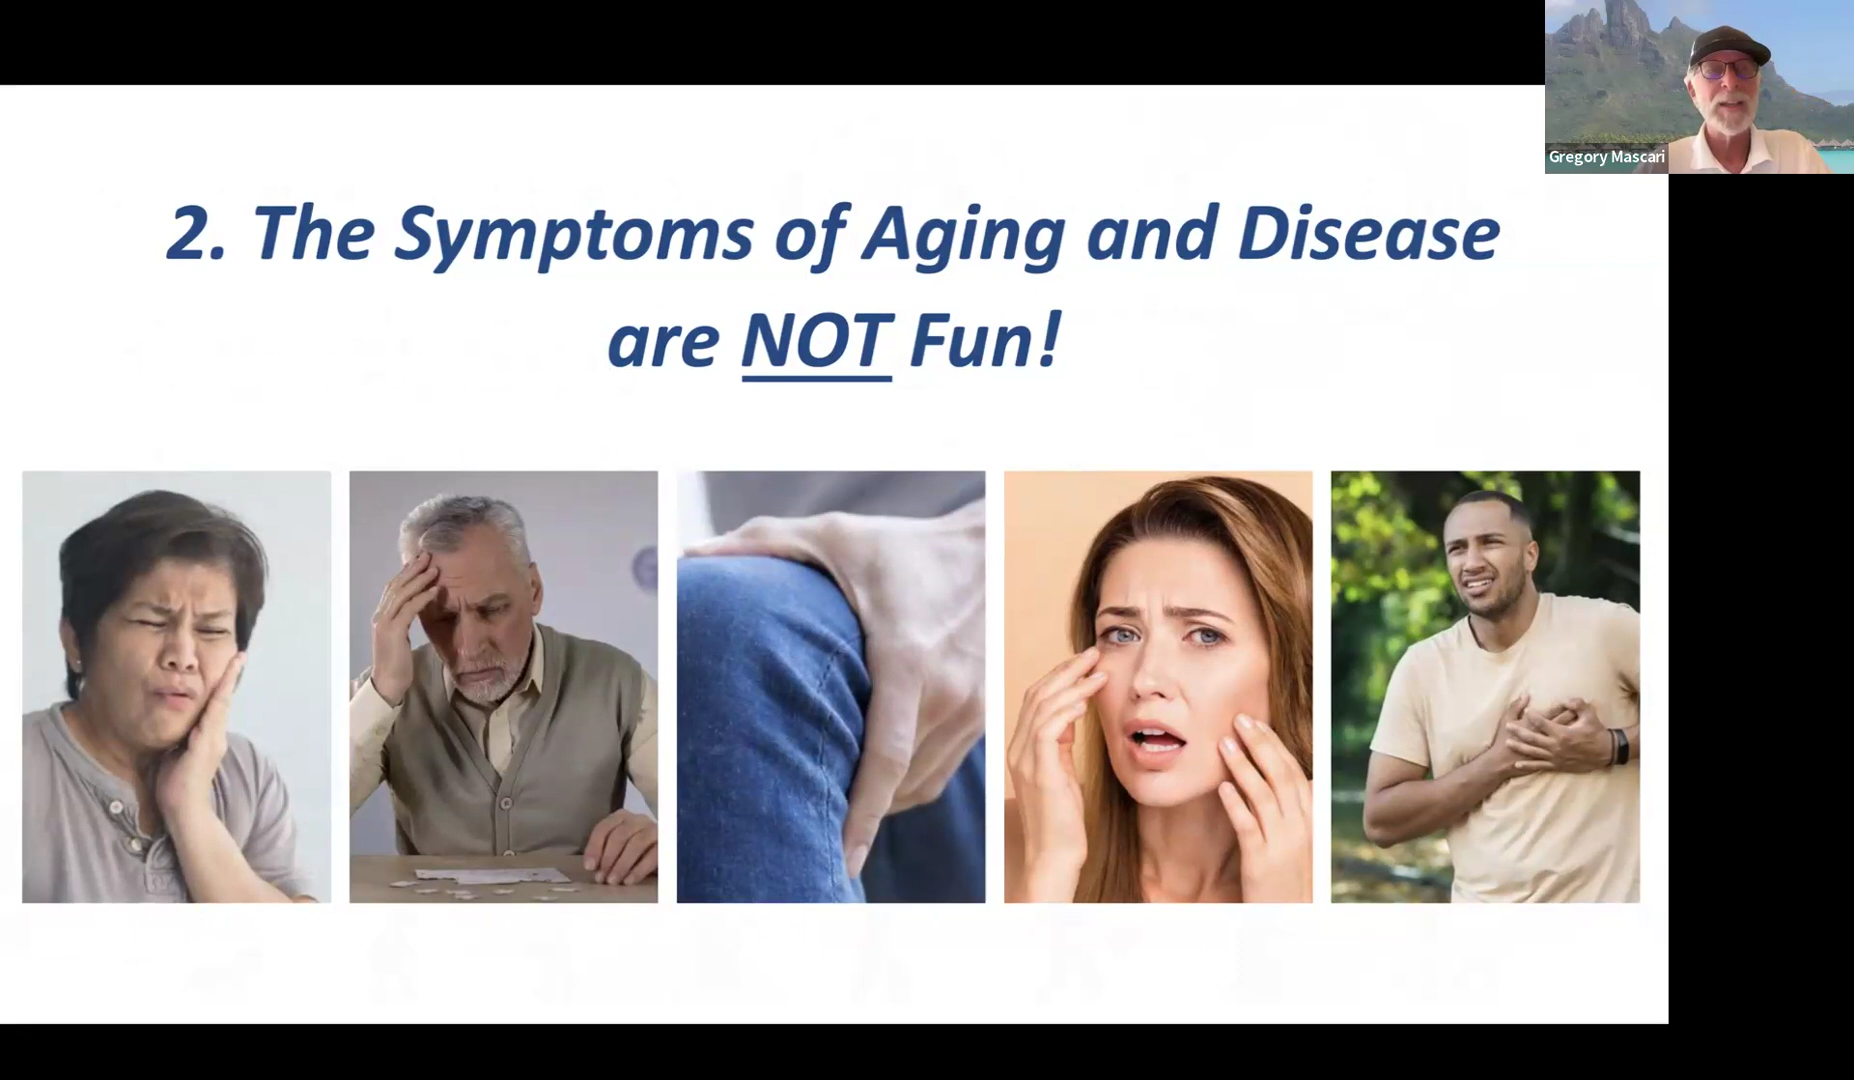 Gregory Mascari
2. The Symptoms of Aging and Disease
are NOT Fun!